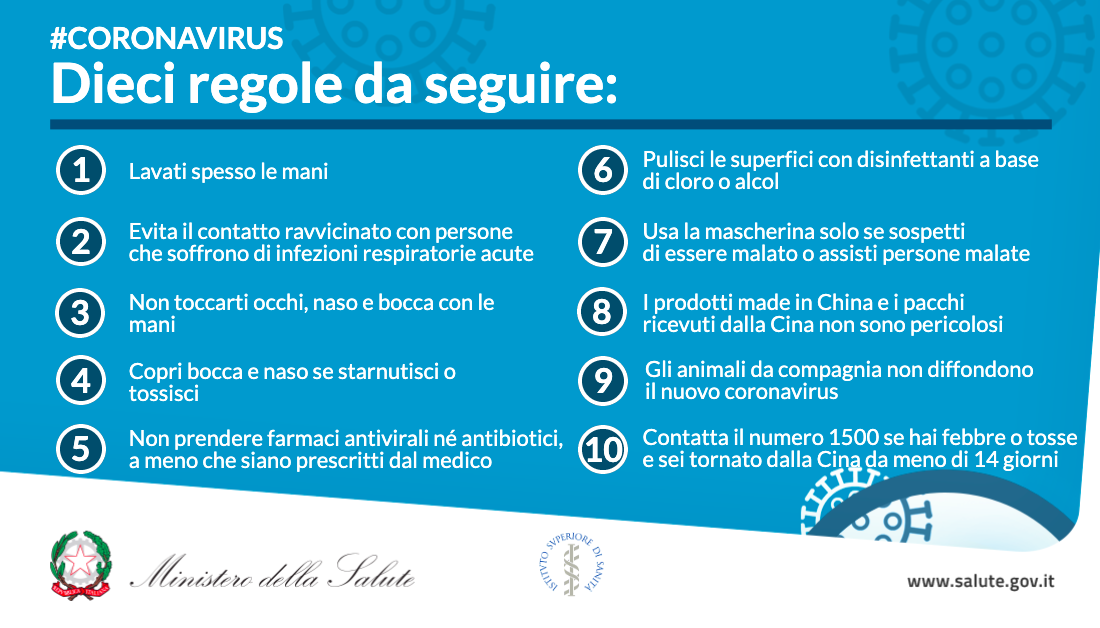 #CORONAVIRUS
Dieci regole da seguire:
1 Lavati spesso le mani
2 Evita il contatto ravvicinato con persone
che soffrono di infezioni respiratorie acute
3 Non toccarti occhi, naso e bocca con le
mani
4 Copri bocca e naso se starnutisci o
tossisci
5 Non prendere farmaci antivirali né antibiotici,
a meno che siano prescritti dal medico
6 Pulisci le superfici con disinfettanti a base
di cloro o alcol
7 Usa la mascherina solo se sospetti
di essere malato o assisti persone malate
8 I prodotti made in China e i pacchi
ricevuti dalla Cina non sono pericolosi
9 Gli animali da compagnia non diffondono
il nuovo coronavirus
10 Contatta il numero 1500 se hai febbre o tosse
e sei tornato dalla Cina da meno di 14 giorni
REPVBBLICA ITALIANA
Ministero della Salute
ISTITVTO SVPERIORE DI SANITÀ
www.salute.gov.it